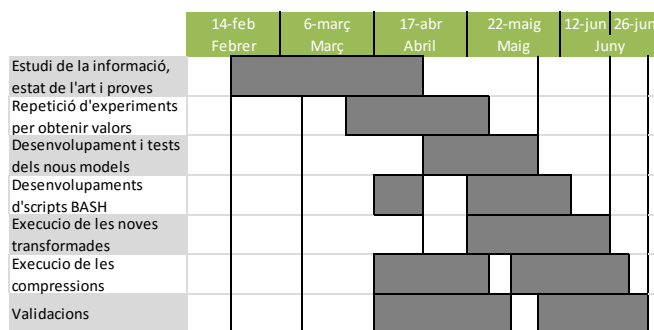 14-feb 6-març 17-abr 22-maig 12-jun 26-jun
Febrer Març Abril Maig Juny
Estudi de la informació,
estat de l'art i proves
Repetició d'experiments
per obtenir valors
Desenvolupament i tests
dels nous models
Desenvolupaments
d'scripts BASH
Execucio de les noves
transformades
Execucio de les
compressions
Validacions